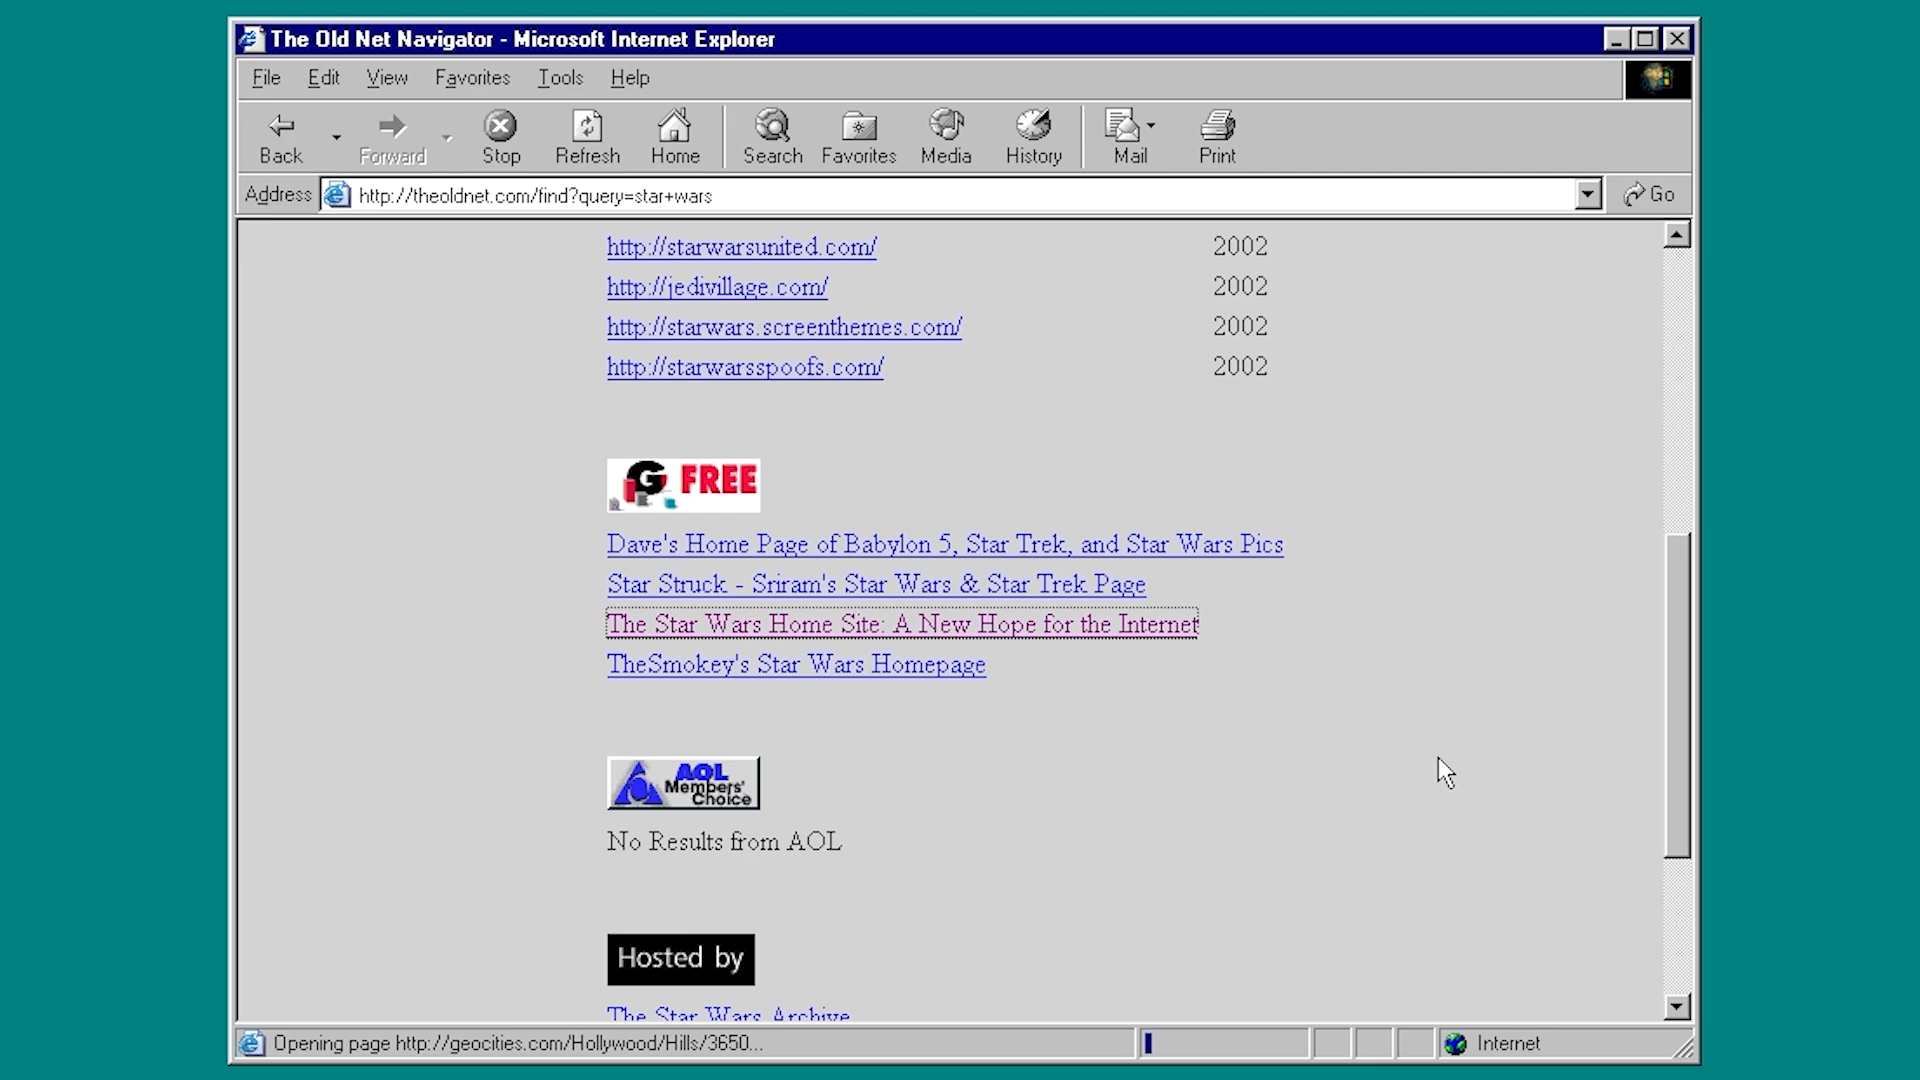 The Old Net Navigator - Microsoft Internet Explorer
File Edit View Favorites Tools Help
Back Forward Stop Refresh Home Search Favorites Media History Mail Print
Address http://theoldnet.com/find?query=star+wars Go
http://starwarsunited.com/ 2002
http://jedivillage.com/ 2002
http://starwars.screenthemes.com/ 2002
http://starwarsspoofs.com/ 2002
G FREE
Dave's Home Page of Babylon 5, Star Trek, and Star Wars Pics
Star Struck - Sriram's Star Wars & Star Trek Page
The Star Wars Home Site: A New Hope for the Internet
TheSmokey's Star Wars Homepage
AOL
Members'
Choice
No Results from AOL
Hosted by
The Star Wars Archive
Opening page http://geocities.com/Hollywood/Hills/3650... Internet